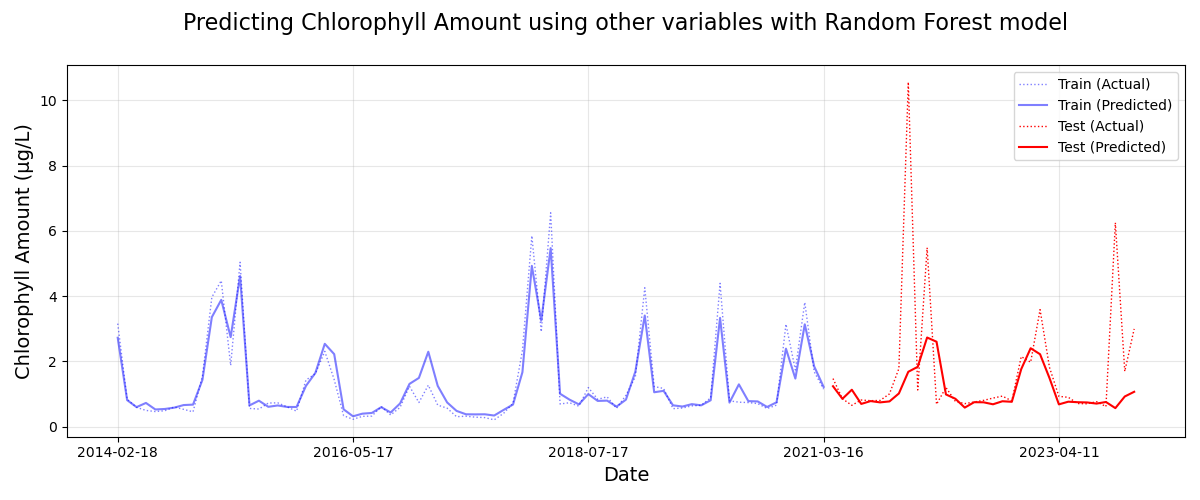 Predicting Chlorophyll Amount using other variables with Random Forest model
Train (Actual)
Train (Predicted)
Test (Actual)
Test (Predicted)
Chlorophyll Amount (µg/L)
10
8
6
4
2
0
2014-02-18
2016-05-17
2018-07-17
2021-03-16
2023-04-11
Date